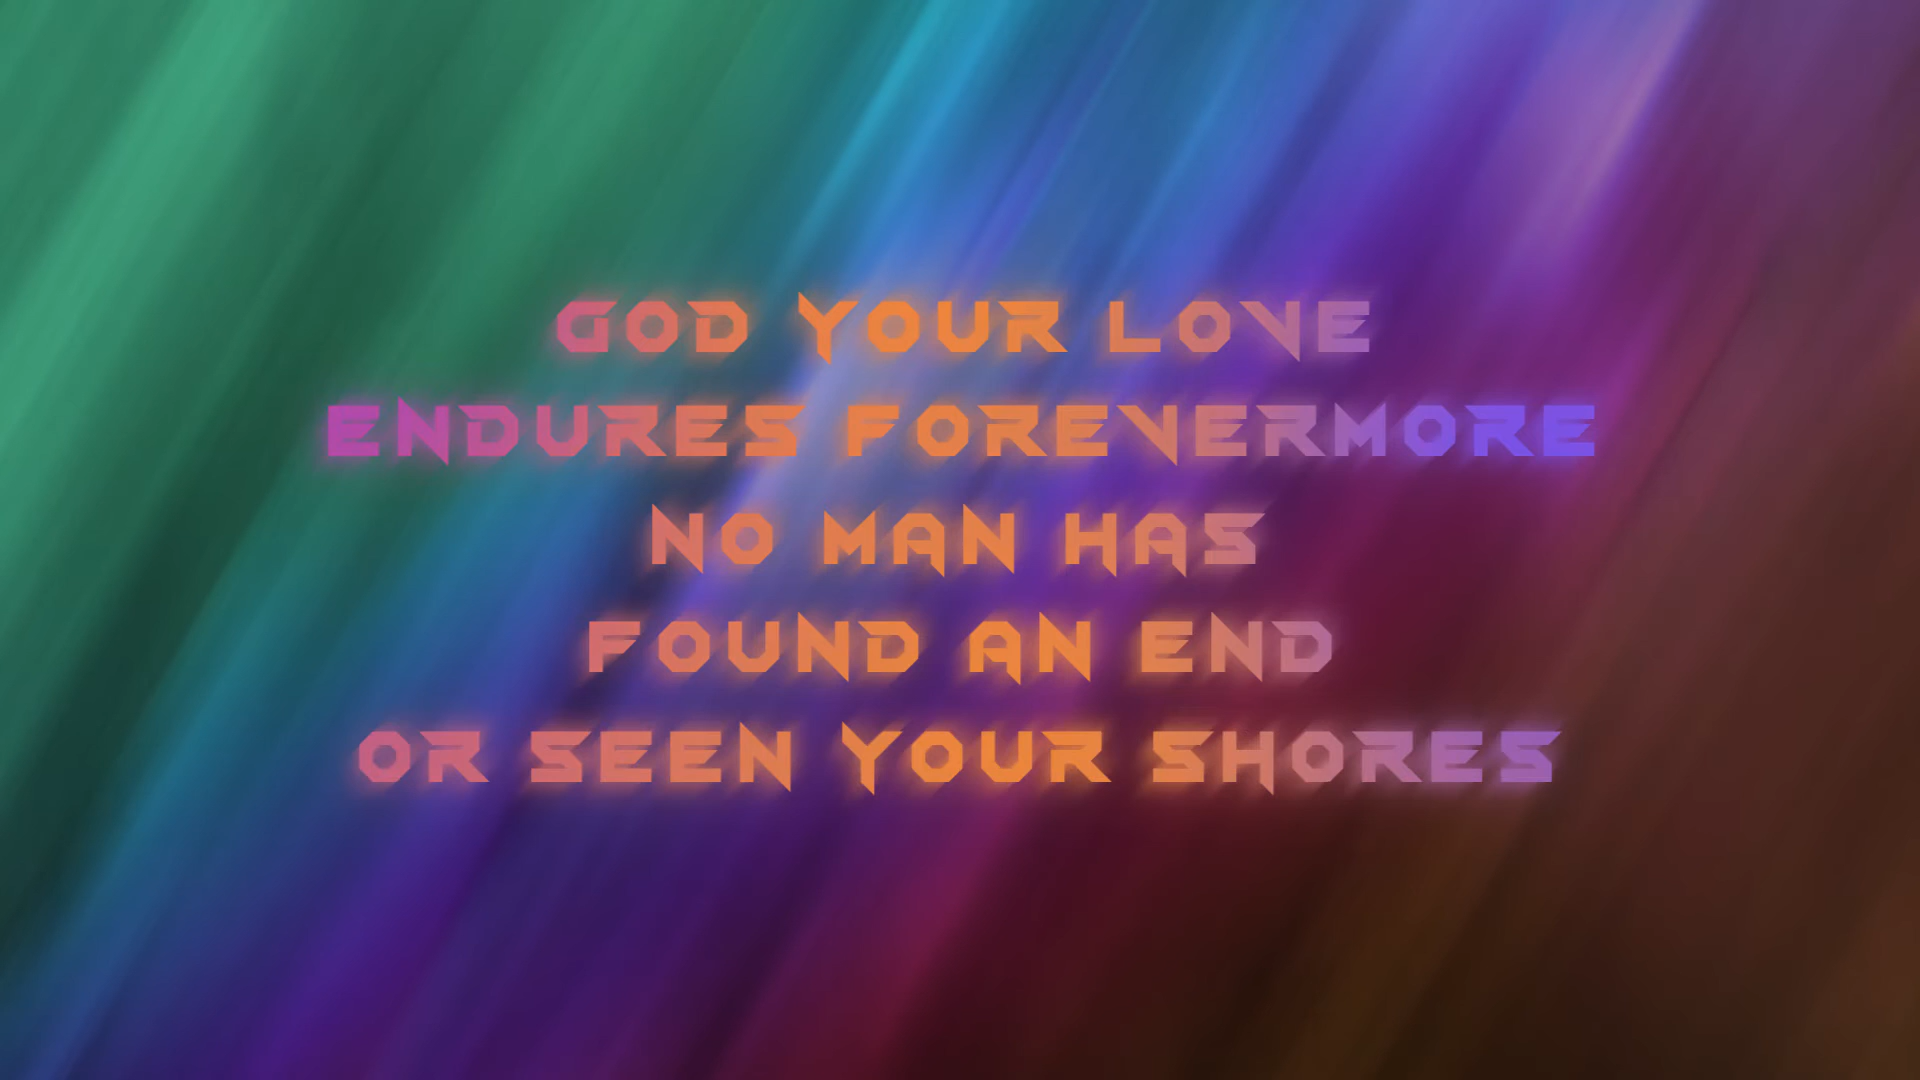 GOD YOUR LOVE
ENDURES FOREVERMORE
NO MAN HAS
FOUND AN END
OR SEEN YOUR SHORES